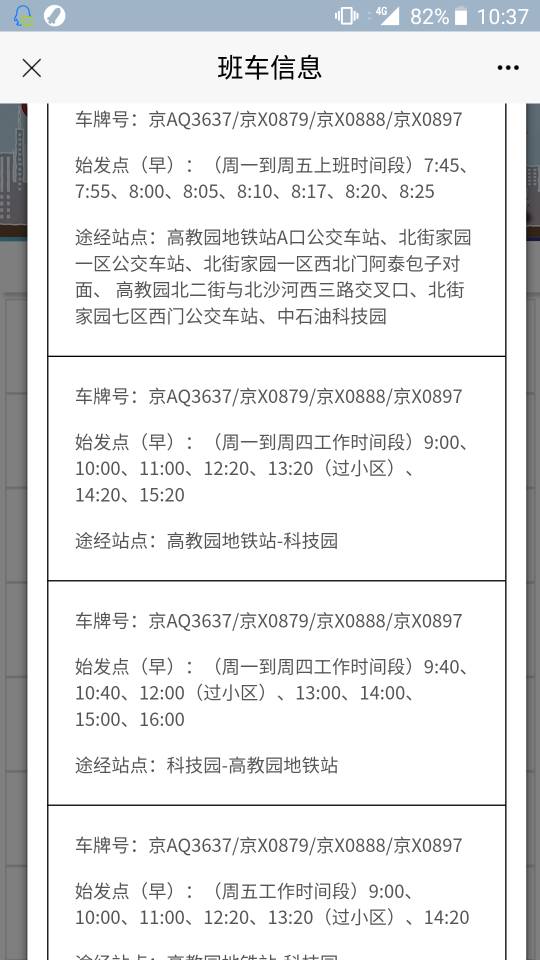 4G 82% 10:37
班车信息
车牌号：京AQ3637/京X0879/京X0888/京X0897
始发点（早）：（周一到周五上班时间段）7:45、
7:55、8:00、8:05、8:10、8:17、8:20、8:25
途经站点：高教园地铁站A口公交车站、北街家园
一区公交车站、北街家园一区西北门阿泰包子对
面、 高教园北二街与北沙河西三路交叉口、北街
家园七区西门公交车站、中石油科技园
车牌号：京AQ3637/京X0879/京X0888/京X0897
始发点（早）：（周一到周四工作时间段）9:00、
10:00、11:00、12:20、13:20（过小区）、
14:20、15:20
途经站点：高教园地铁站-科技园
车牌号：京AQ3637/京X0879/京X0888/京X0897
始发点（早）：（周一到周四工作时间段）9:40、
10:40、12:00（过小区）、13:00、14:00、
15:00、16:00
途经站点：科技园-高教园地铁站
车牌号：京AQ3637/京X0879/京X0888/京X0897
始发点（早）：（周五工作时间段）9:00、
10:00、11:00、12:20、13:20（过小区）、14:20